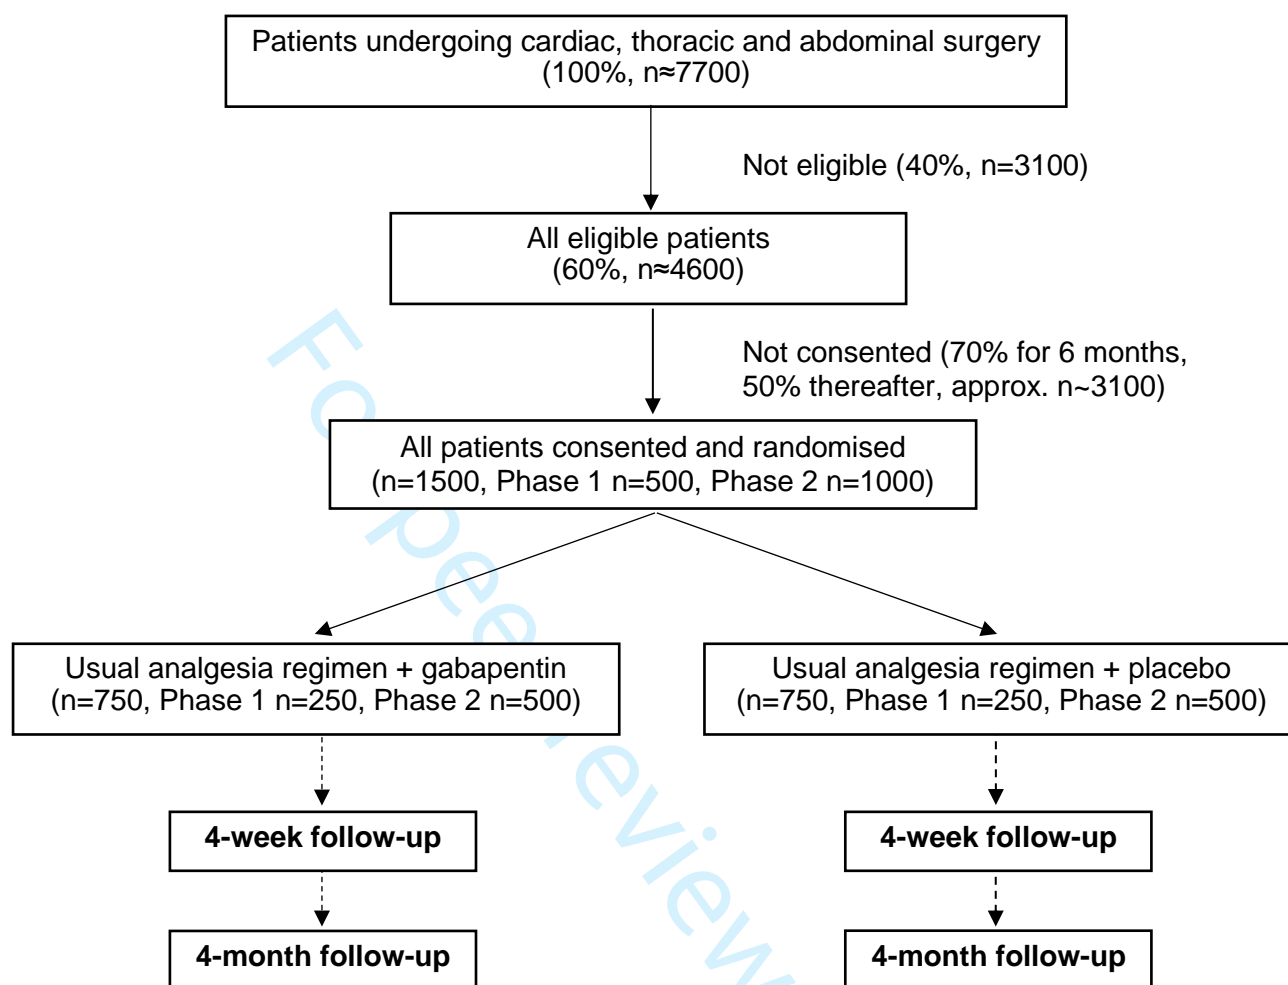 Patients undergoing cardiac, thoracic and abdominal surgery
(100%, n≈7700)
Not eligible (40%, n=3100)
All eligible patients
(60%, n≈4600)
Not consented (70% for 6 months,
50% thereafter, approx. n~3100)
All patients consented and randomised
(n=1500, Phase 1 n=500, Phase 2 n=1000)
Usual analgesia regimen + gabapentin
(n=750, Phase 1 n=250, Phase 2 n=500)
Usual analgesia regimen + placebo
(n=750, Phase 1 n=250, Phase 2 n=500)
4-week follow-up
4-week follow-up
4-month follow-up
4-month follow-up
For peer review